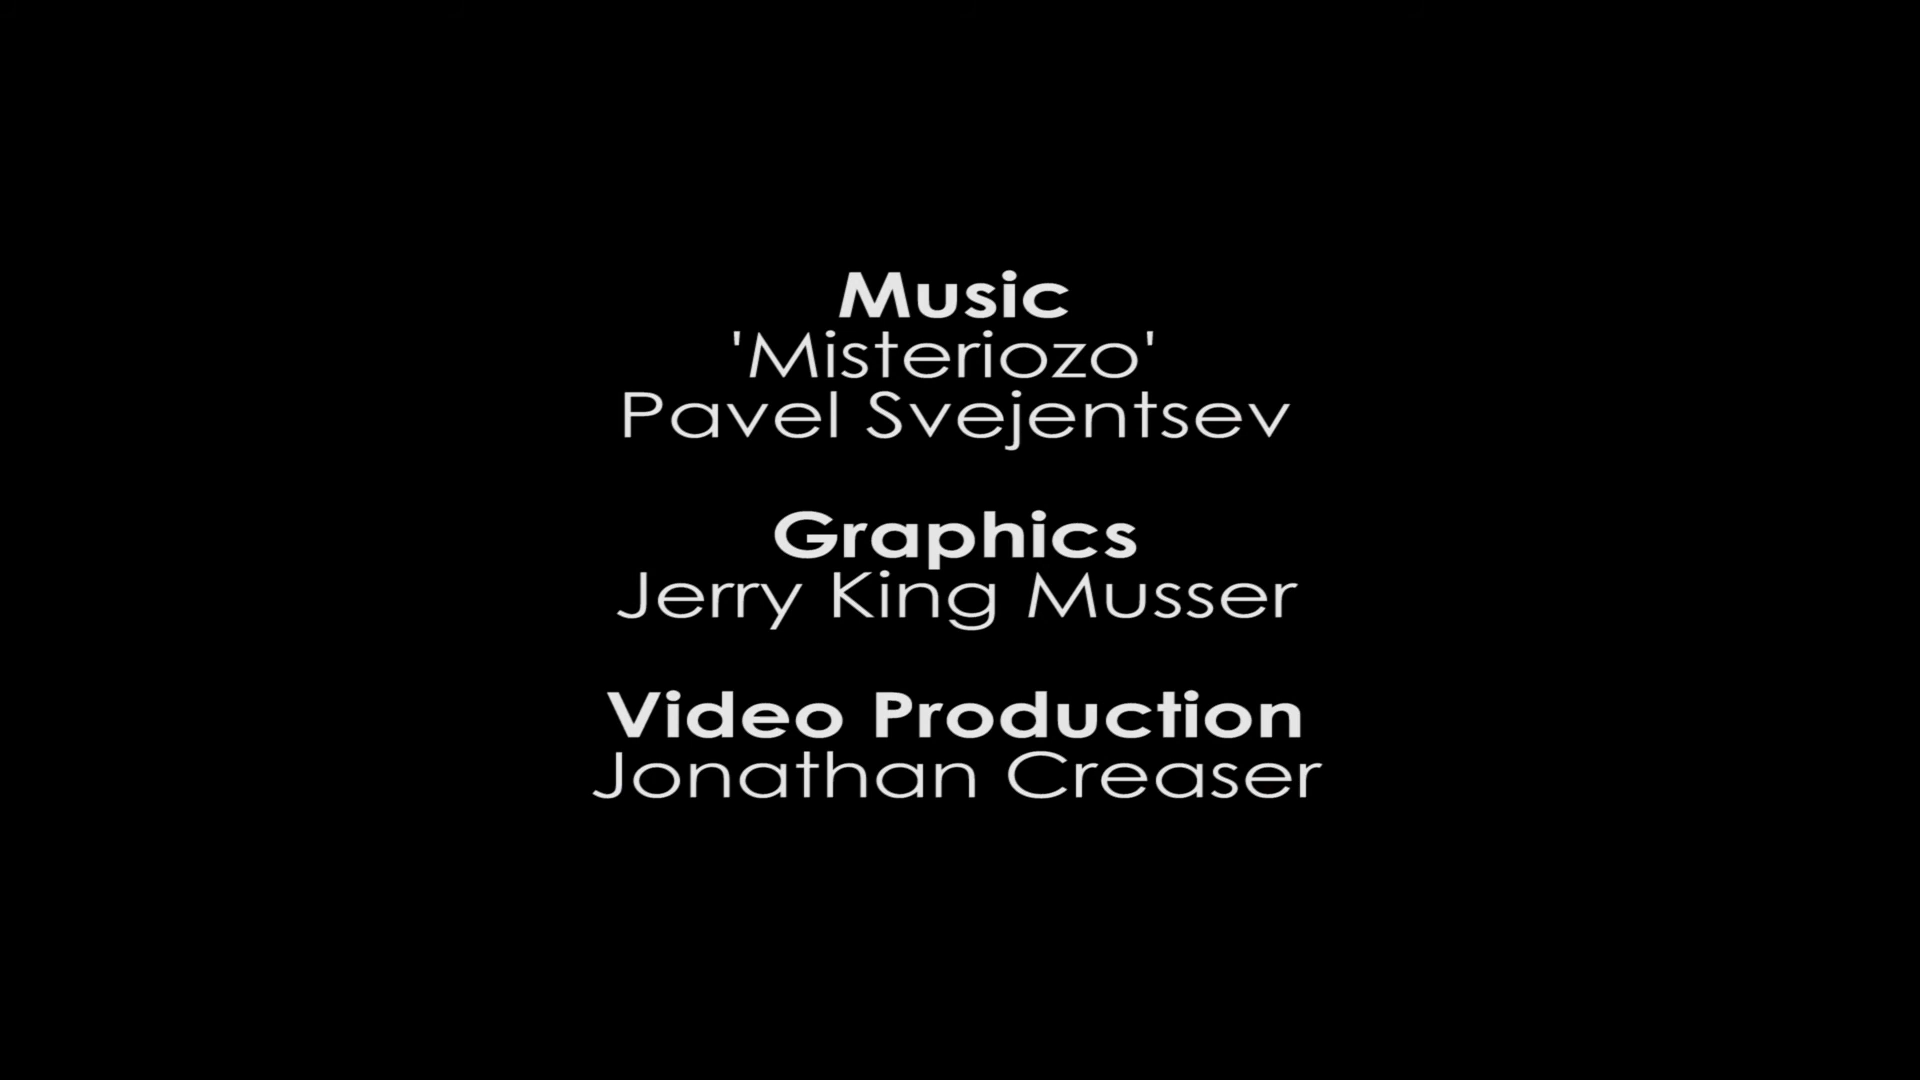 Music
'Misteriozo'
Pavel Svejentsev
Graphics
Jerry King Musser
Video Production
Jonathan Creaser